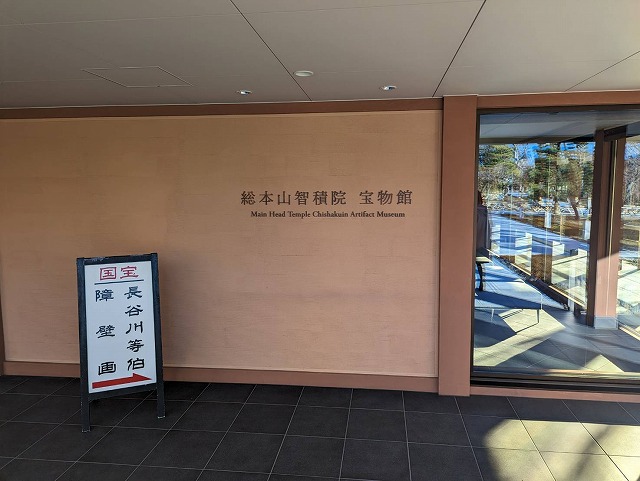 総本山智積院 宝物館
Main Head Temple Chishakuin Artifact Museum
国宝
長谷川等伯
障壁画